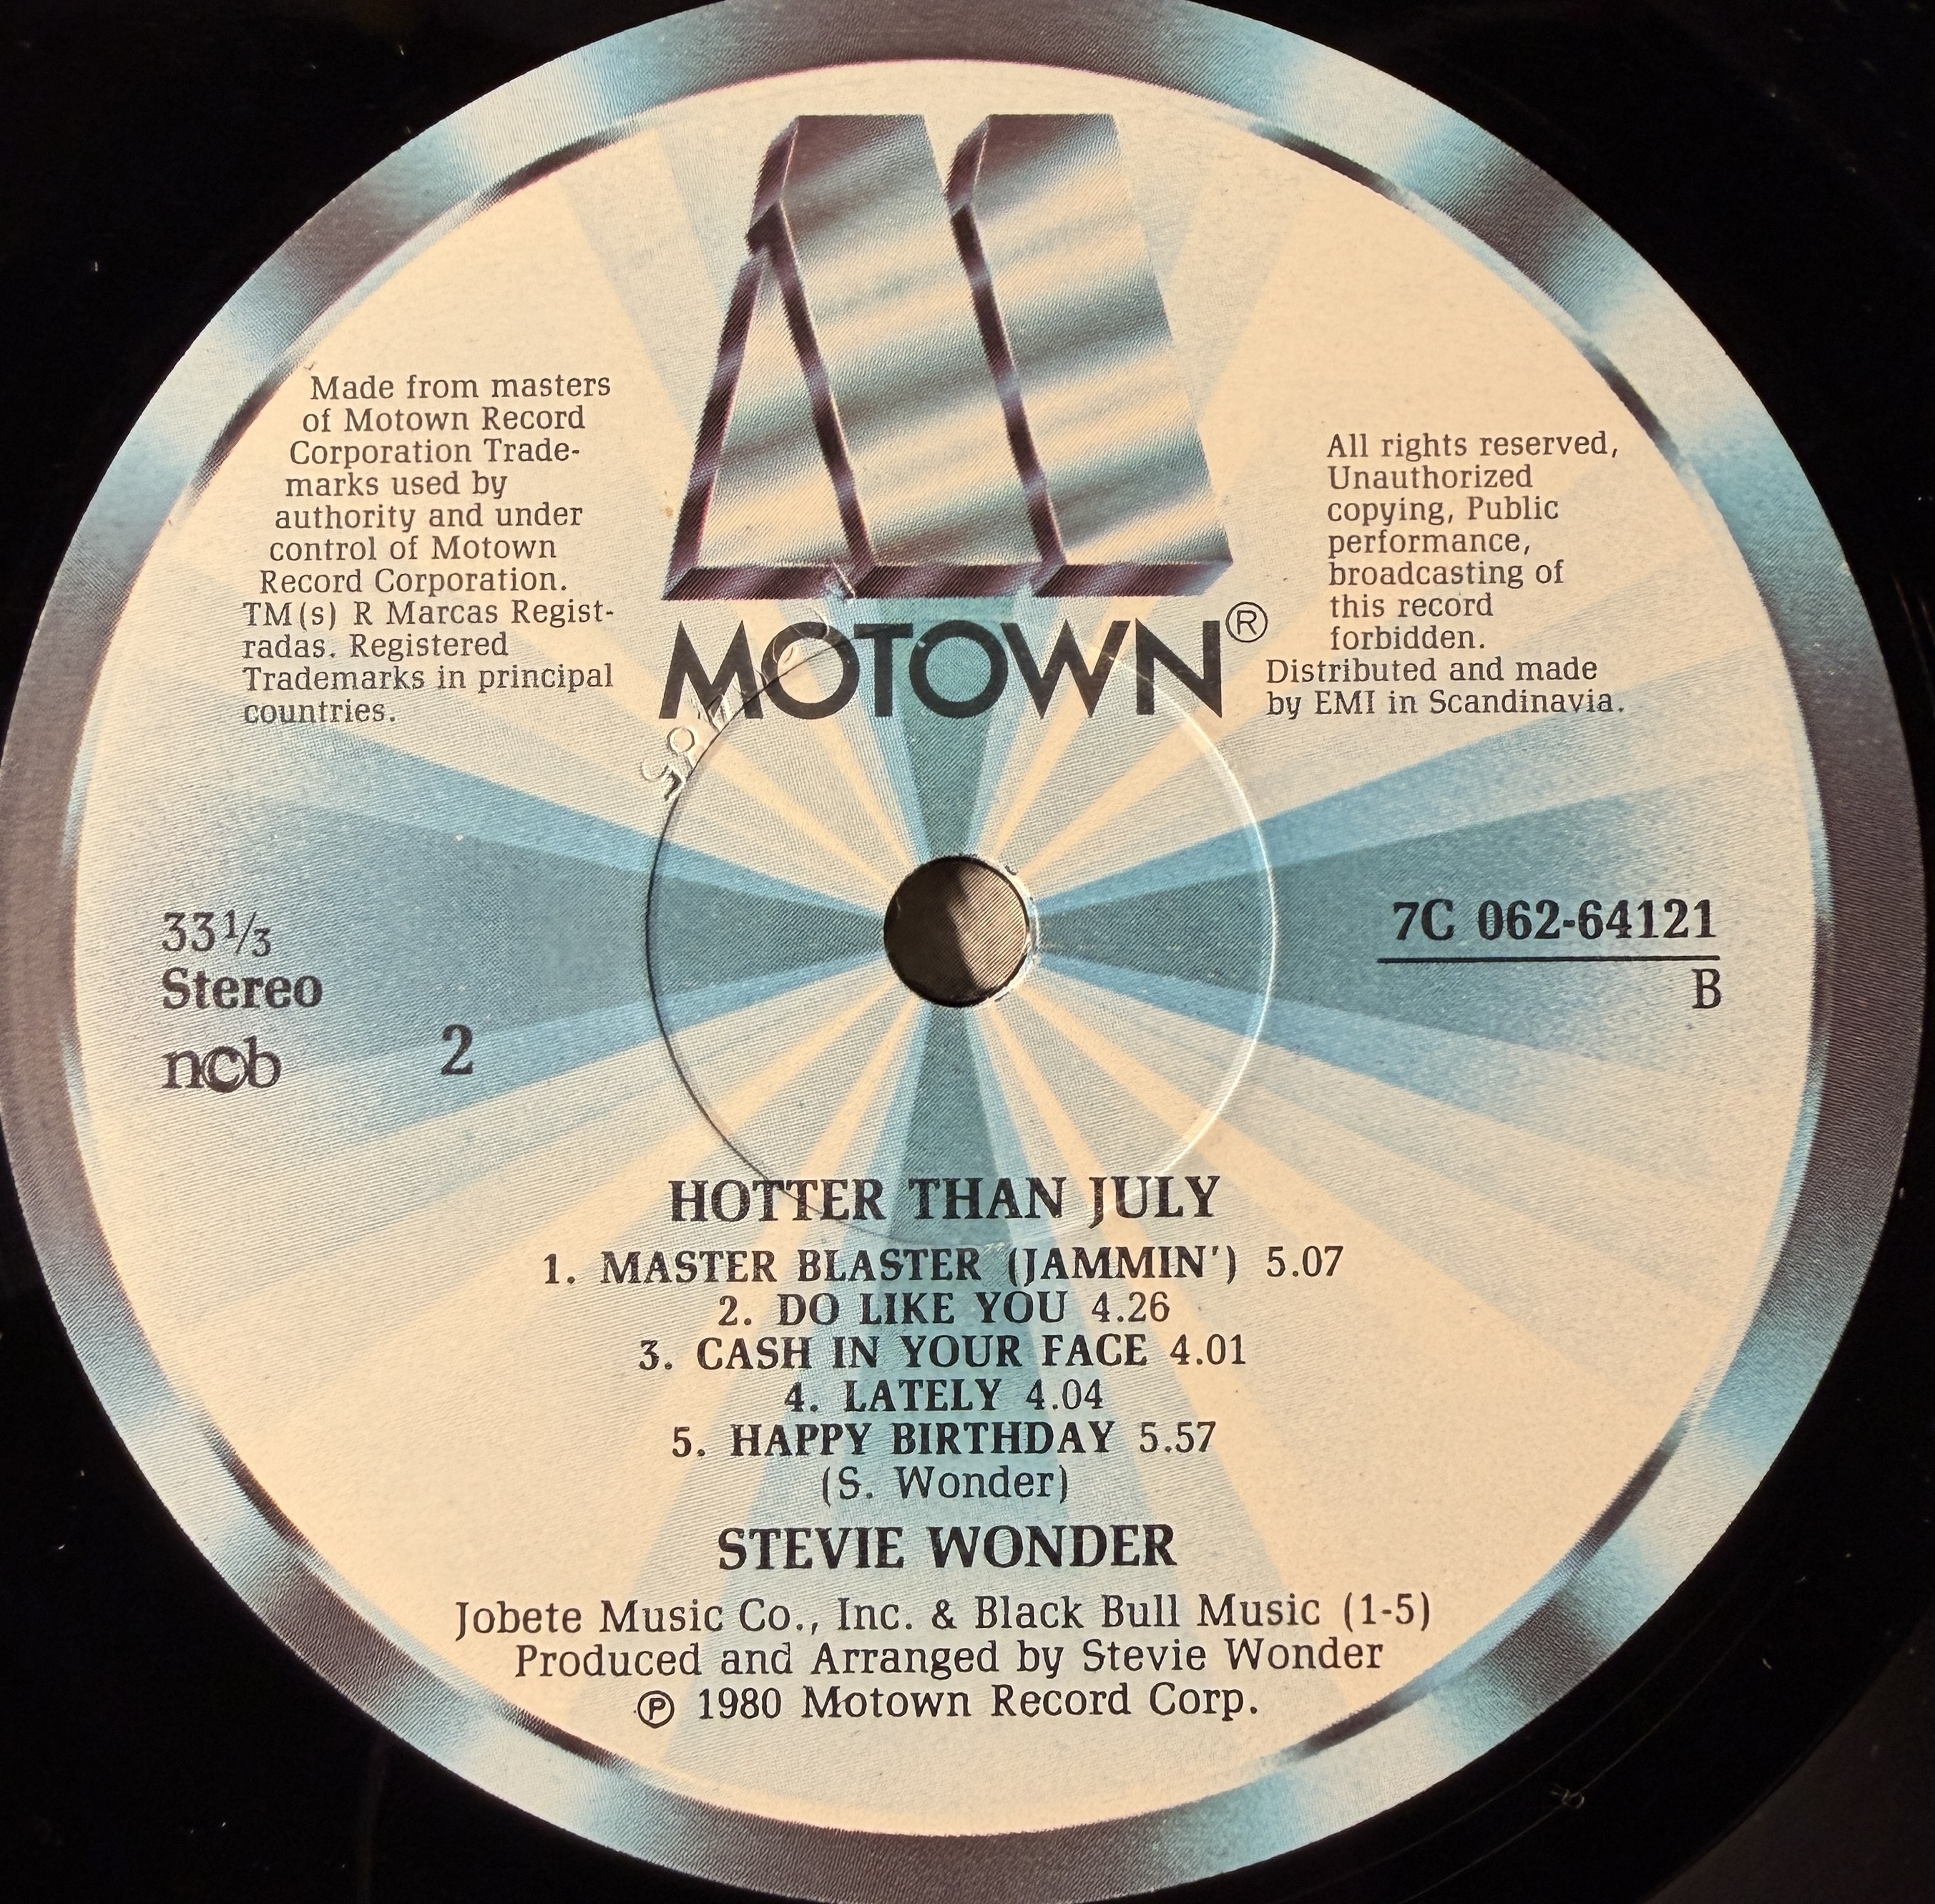 MOTOWN®
Made from masters
of Motown Record
Corporation Trade-
marks used by
authority and under
control of Motown
Record Corporation.
TM(s) R Marcas Regist-
radas. Registered
Trademarks in principal
countries.
All rights reserved,
Unauthorized
copying, Public
performance,
broadcasting of
this record
forbidden.
Distributed and made
by EMI in Scandinavia.
33⅓
Stereo
ncb
2
7C 062-64121
B
HOTTER THAN JULY
1. MASTER BLASTER (JAMMIN') 5.07
2. DO LIKE YOU 4.26
3. CASH IN YOUR FACE 4.01
4. LATELY 4.04
5. HAPPY BIRTHDAY 5.57
(S. Wonder)
STEVIE WONDER
Jobete Music Co., Inc. & Black Bull Music (1-5)
Produced and Arranged by Stevie Wonder
℗ 1980 Motown Record Corp.